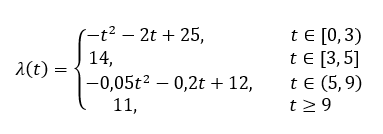 −t² − 2t + 25, t ∈ [0, 3)
14, t ∈ [3, 5]
λ(t) =
−0,05t² − 0,2t + 12, t ∈ (5, 9)
11, t ≥ 9